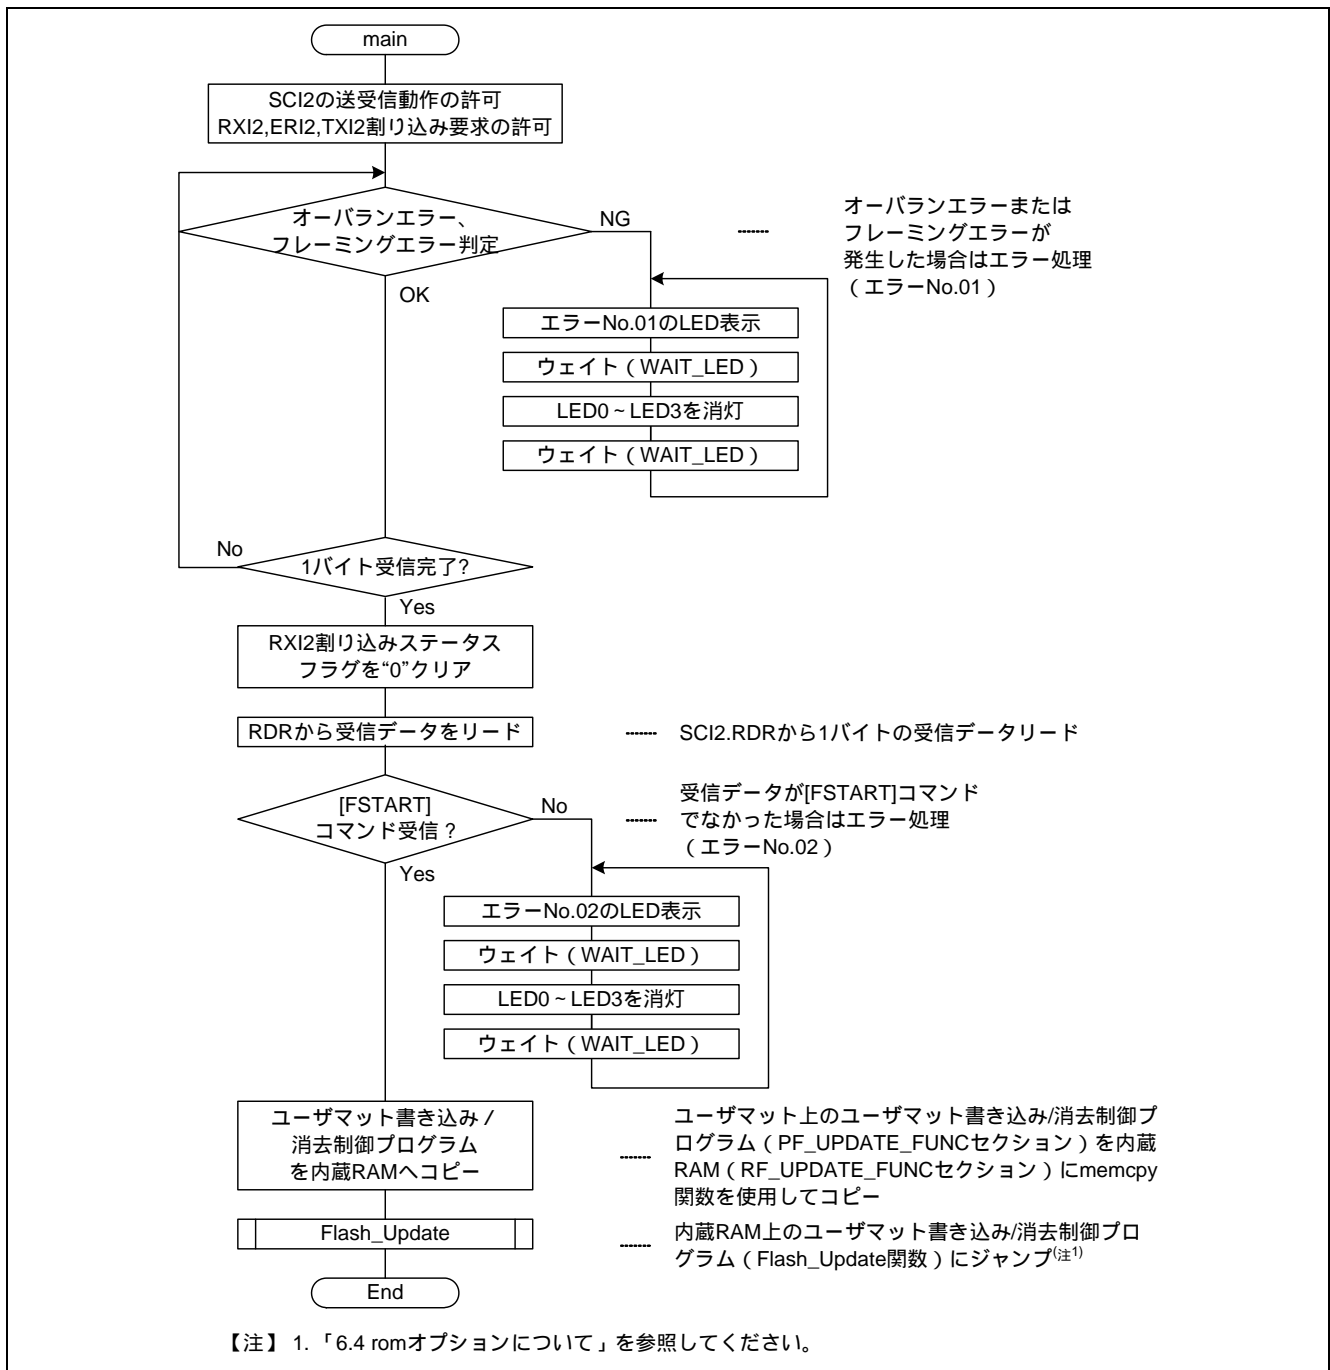 main
SCI2の送受信動作の許可
RXI2,ERI2,TXI2割り込み要求の許可
オーバランエラー、
フレーミングエラー判定
NG
オーバランエラーまたは
フレーミングエラーが
発生した場合はエラー処理
(エラーNo.01)
OK
エラーNo.01のLED表示
ウェイト(WAIT_LED)
LED0~LED3を消灯
ウェイト(WAIT_LED)
No
1バイト受信完了?
Yes
RXI2割り込みステータス
フラグを“0”クリア
RDRから受信データをリード
SCI2.RDRから1バイトの受信データリード
[FSTART]
コマンド受信?
No
受信データが[FSTART]コマンド
でなかった場合はエラー処理
(エラーNo.02)
Yes
エラーNo.02のLED表示
ウェイト(WAIT_LED)
LED0~LED3を消灯
ウェイト(WAIT_LED)
ユーザマット書き込み/
消去制御プログラム
を内蔵RAMへコピー
ユーザマット上のユーザマット書き込み/消去制御プ
ログラム(PF_UPDATE_FUNCセクション)を内蔵
RAM(RF_UPDATE_FUNCセクション)にmemcpy
関数を使用してコピー
Flash_Update
内蔵RAM上のユーザマット書き込み/消去制御プロ
グラム(Flash_Update関数)にジャンプ(注1)
End
【注】 1. 「6.4 romオプションについて」を参照してください。